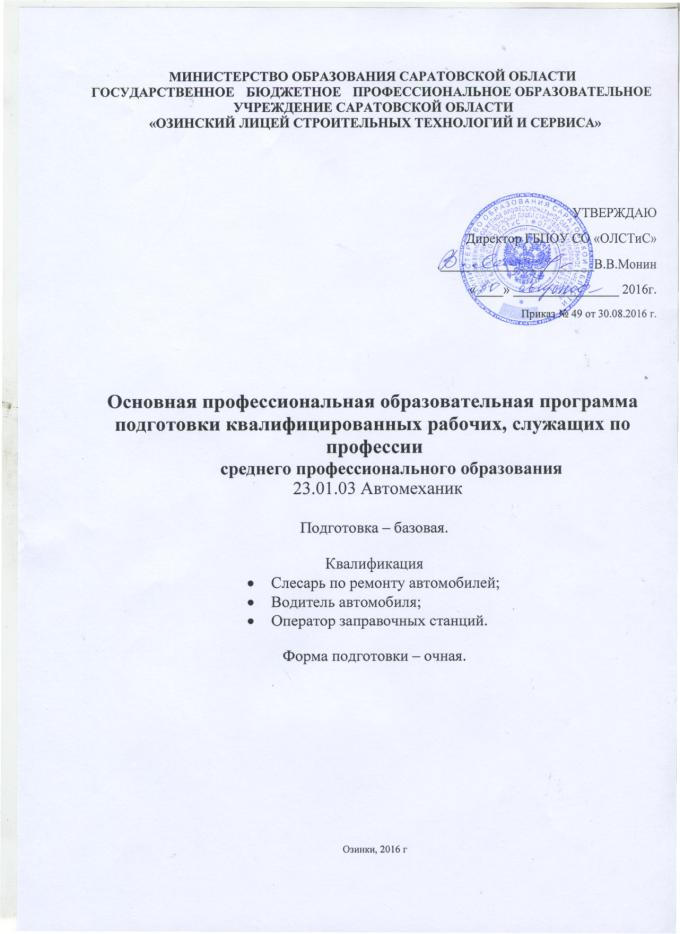 МИНИСТЕРСТВО ОБРАЗОВАНИЯ САРАТОВСКОЙ ОБЛАСТИ
ГОСУДАРСТВЕННОЕ БЮДЖЕТНОЕ ПРОФЕССИОНАЛЬНОЕ ОБРАЗОВАТЕЛЬНОЕ
УЧРЕЖДЕНИЕ САРАТОВСКОЙ ОБЛАСТИ
«ОЗИНСКИЙ ЛИЦЕЙ СТРОИТЕЛЬНЫХ ТЕХНОЛОГИЙ И СЕРВИСА»
УТВЕРЖДАЮ
Директор ГБПОУ СО «ОЛСТиС»
В.В.Монин
«30» августа 2016г.
Приказ № 49 от 30.08.2016 г.
Основная профессиональная образовательная программа
подготовки квалифицированных рабочих, служащих по
профессии
среднего профессионального образования
23.01.03 Автомеханик
Подготовка – базовая.
Квалификация
• Слесарь по ремонту автомобилей;
• Водитель автомобиля;
• Оператор заправочных станций.
Форма подготовки – очная.
Озинки, 2016 г